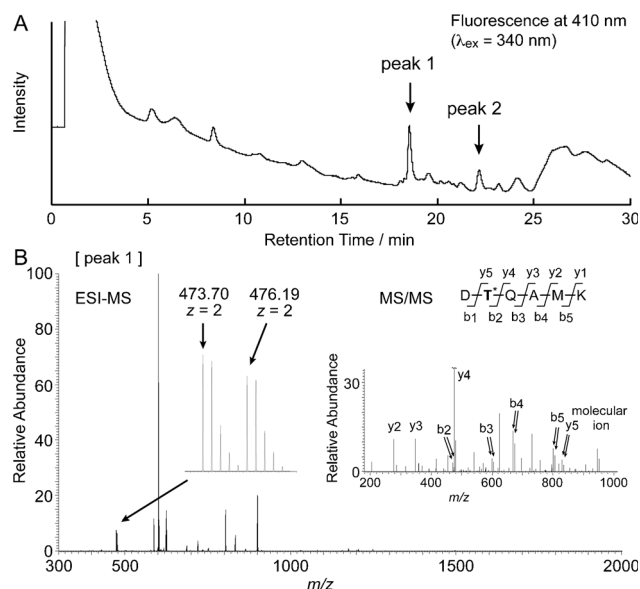 A
Fluorescence at 410 nm
(λex = 340 nm)
peak 1
peak 2
Intensity
0 5 10 15 20 25 30
Retention Time / min
B
[ peak 1 ]
ESI-MS
473.70
z = 2
476.19
z = 2
MS/MS
y5 y4 y3 y2 y1
D T* Q A M K
b1 b2 b3 b4 b5
Relative Abundance
100
80
60
40
20
0
300 500 1000 1500 2000
m/z
Relative Abundance
30
0
y4
y2 y3 b2 b3 b4 b5 y5 molecular
ion
200 400 600 800 1000
m/z